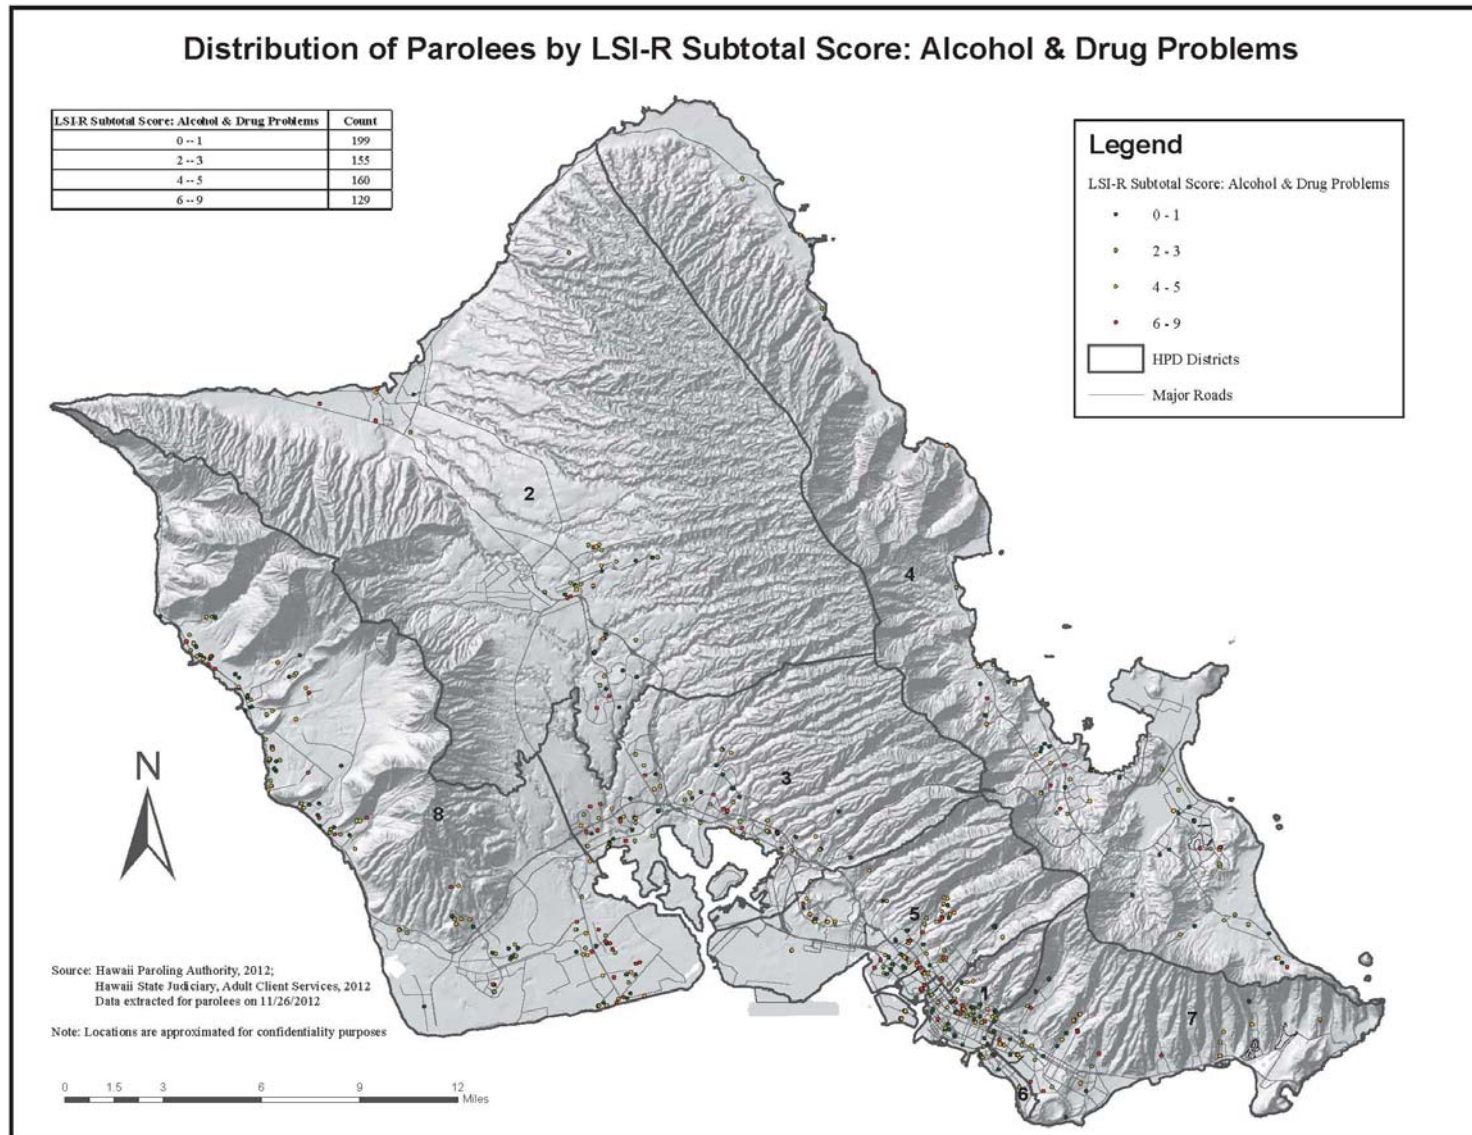 Distribution of Parolees by LSI-R Subtotal Score: Alcohol & Drug Problems
LSI-R Subtotal Score: Alcohol & Drug Problems Count
0 -- 1 199
2 -- 3 155
4 -- 5 160
6 -- 9 129
Legend
LSI-R Subtotal Score: Alcohol & Drug Problems
0 - 1
2 - 3
4 - 5
6 - 9
HPD Districts
Major Roads
2
4
3
8
5
1
7
6
N
Source: Hawaii Paroling Authority, 2012;
Hawaii State Judiciary, Adult Client Services, 2012
Data extracted for parolees on 11/26/2012
Note: Locations are approximated for confidentiality purposes
0 1.5 3 6 9 12
Miles